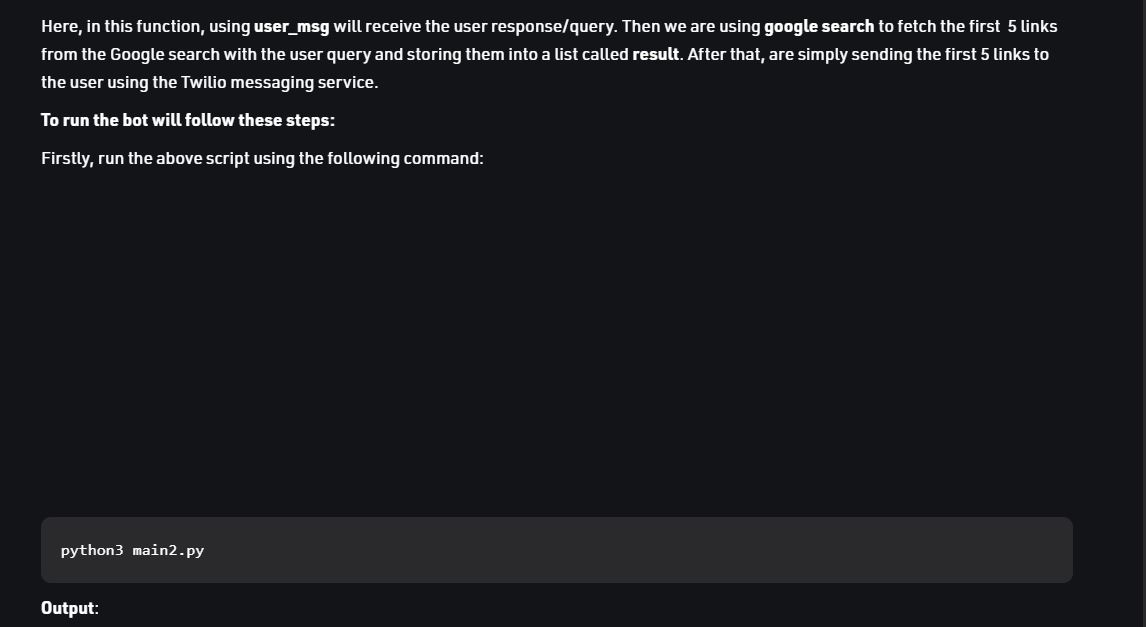 Here, in this function, using user_msg will receive the user response/query. Then we are using google search to fetch the first  5 links
from the Google search with the user query and storing them into a list called result. After that, are simply sending the first 5 links to
the user using the Twilio messaging service.
To run the bot will follow these steps:
Firstly, run the above script using the following command:
python3 main2.py
Output: